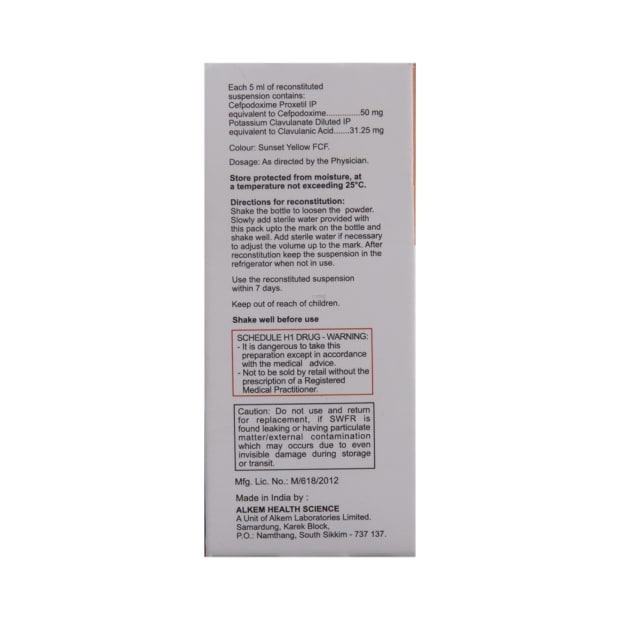 Each 5 ml of reconstituted
suspension contains:
Cefpodoxime Proxetil IP
equivalent to Cefpodoxime..............50 mg
Potassium Clavulanate Diluted IP
equivalent to Clavulanic Acid.......31.25 mg
Colour: Sunset Yellow FCF.
Dosage: As directed by the Physician.
Store protected from moisture, at
a temperature not exceeding 25°C.
Directions for reconstitution:
Shake the bottle to loosen the powder.
Slowly add sterile water provided with
this pack upto the mark on the bottle and
shake well. Add sterile water if necessary
to adjust the volume up to the mark. After
reconstitution keep the suspension in the
refrigerator when not in use.
Use the reconstituted suspension
within 7 days.
Keep out of reach of children.
Shake well before use
SCHEDULE H1 DRUG - WARNING:
- It is dangerous to take this
preparation except in accordance
with the medical advice.
- Not to be sold by retail without the
prescription of a Registered
Medical Practitioner.
Caution: Do not use and return
for replacement, if SWFR is
found leaking or having particulate
matter/external contamination
which may occurs due to even
invisible damage during storage
or transit.
Mfg. Lic. No.: M/618/2012
Made in India by :
ALKEM HEALTH SCIENCE
A Unit of Alkem Laboratories Limited.
Samardung, Karek Block,
P.O.: Namthang, South Sikkim - 737 137.